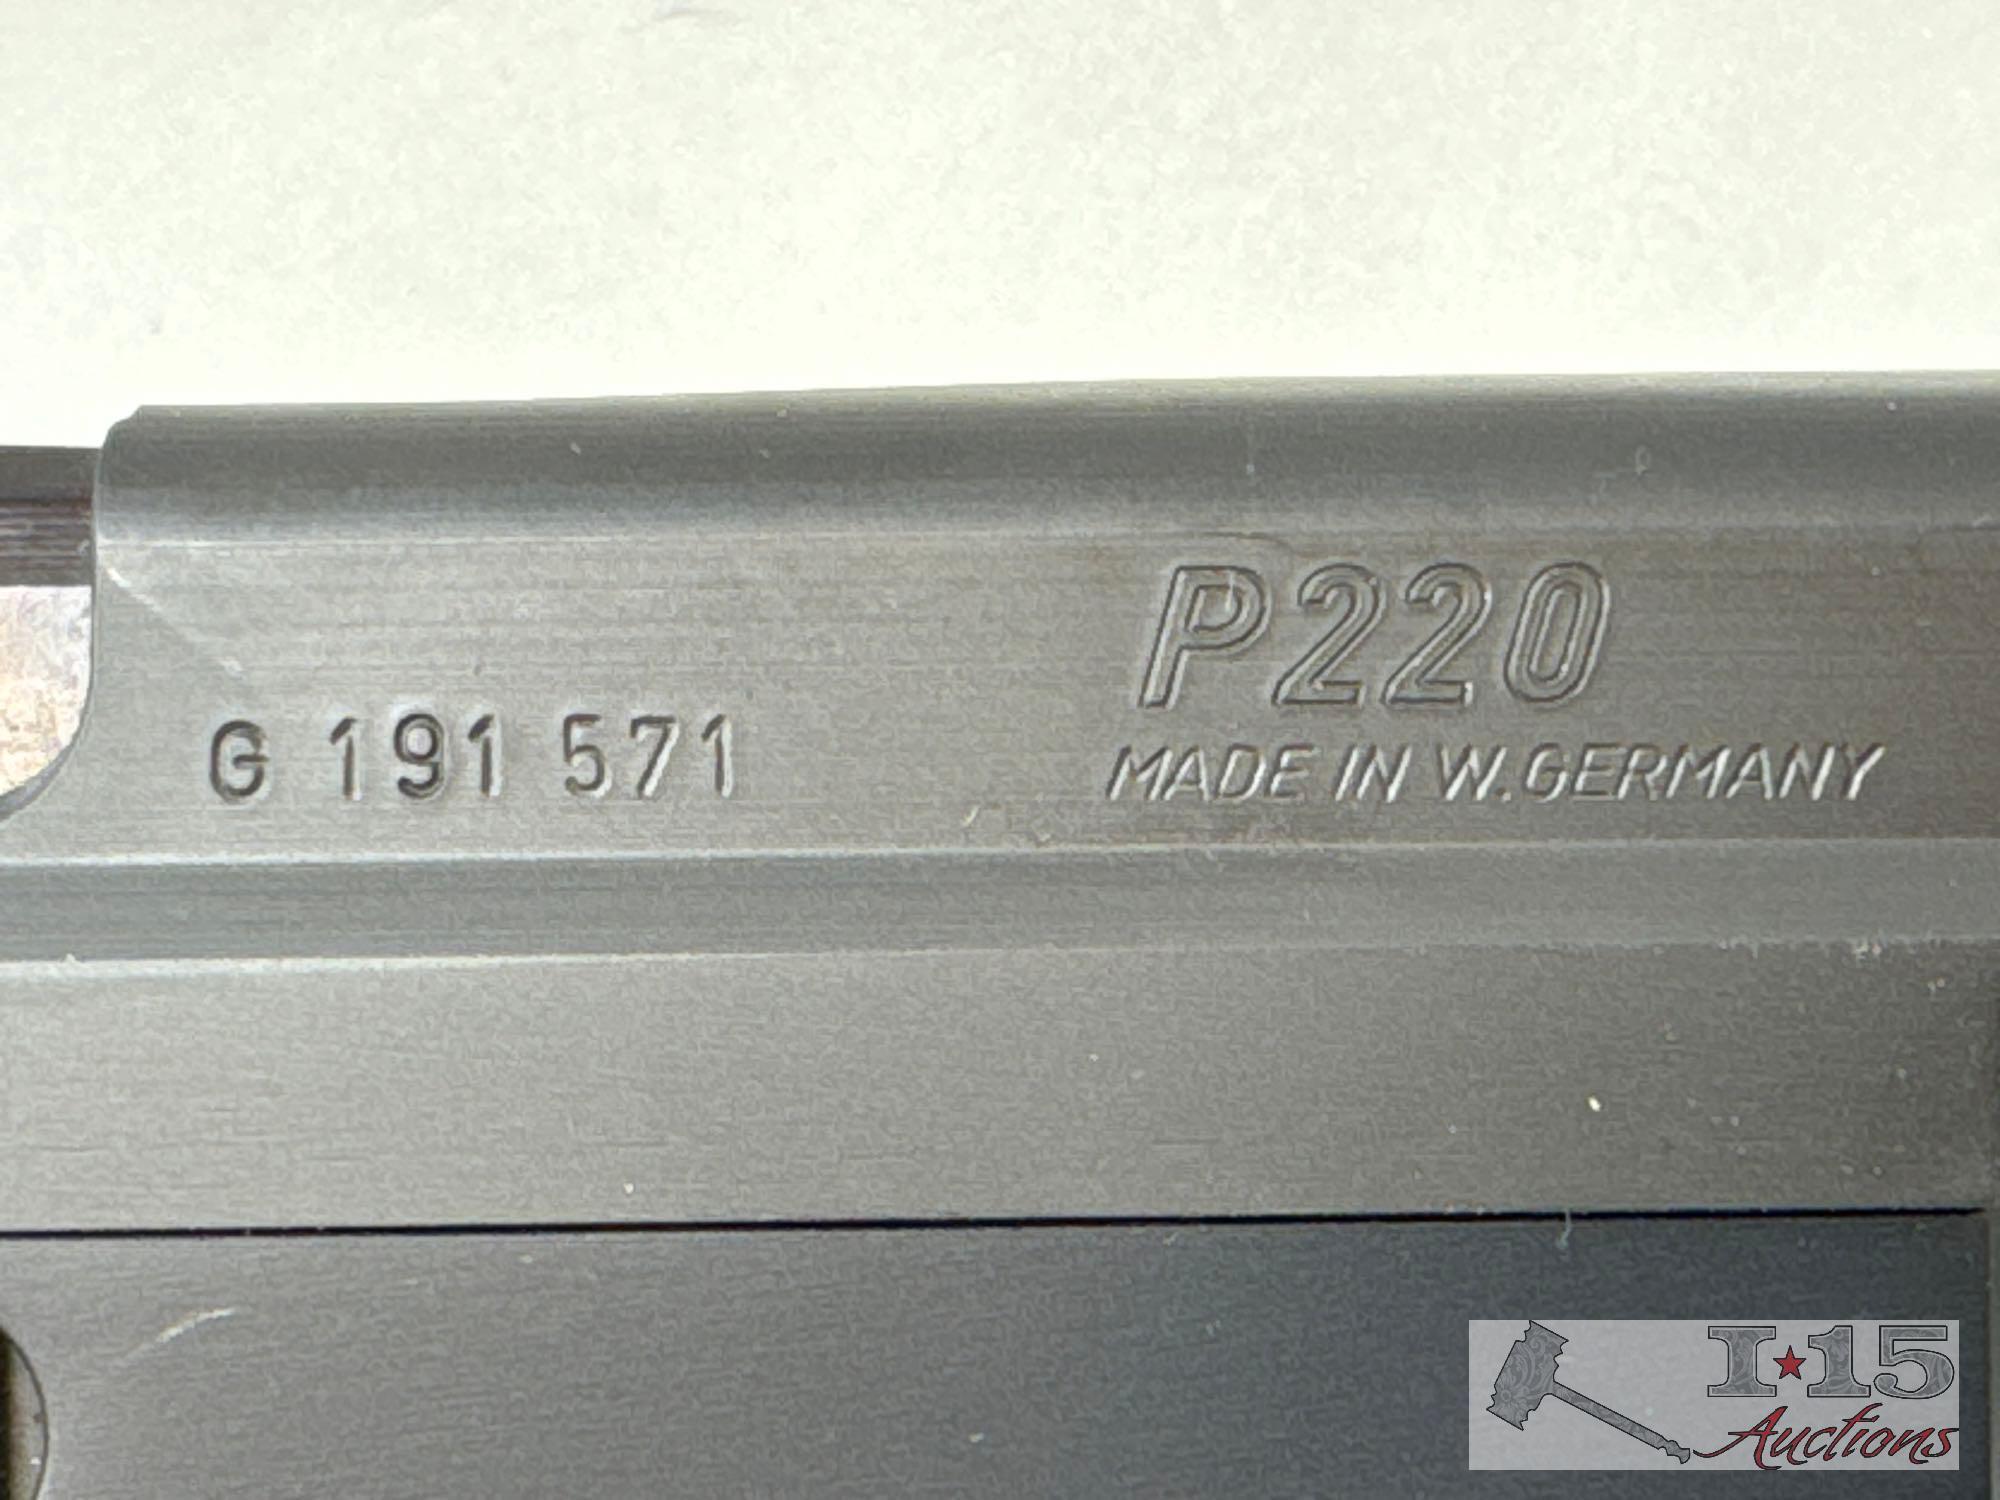 P220
G 191 571 MADE IN W. GERMANY
I★15
Auctions